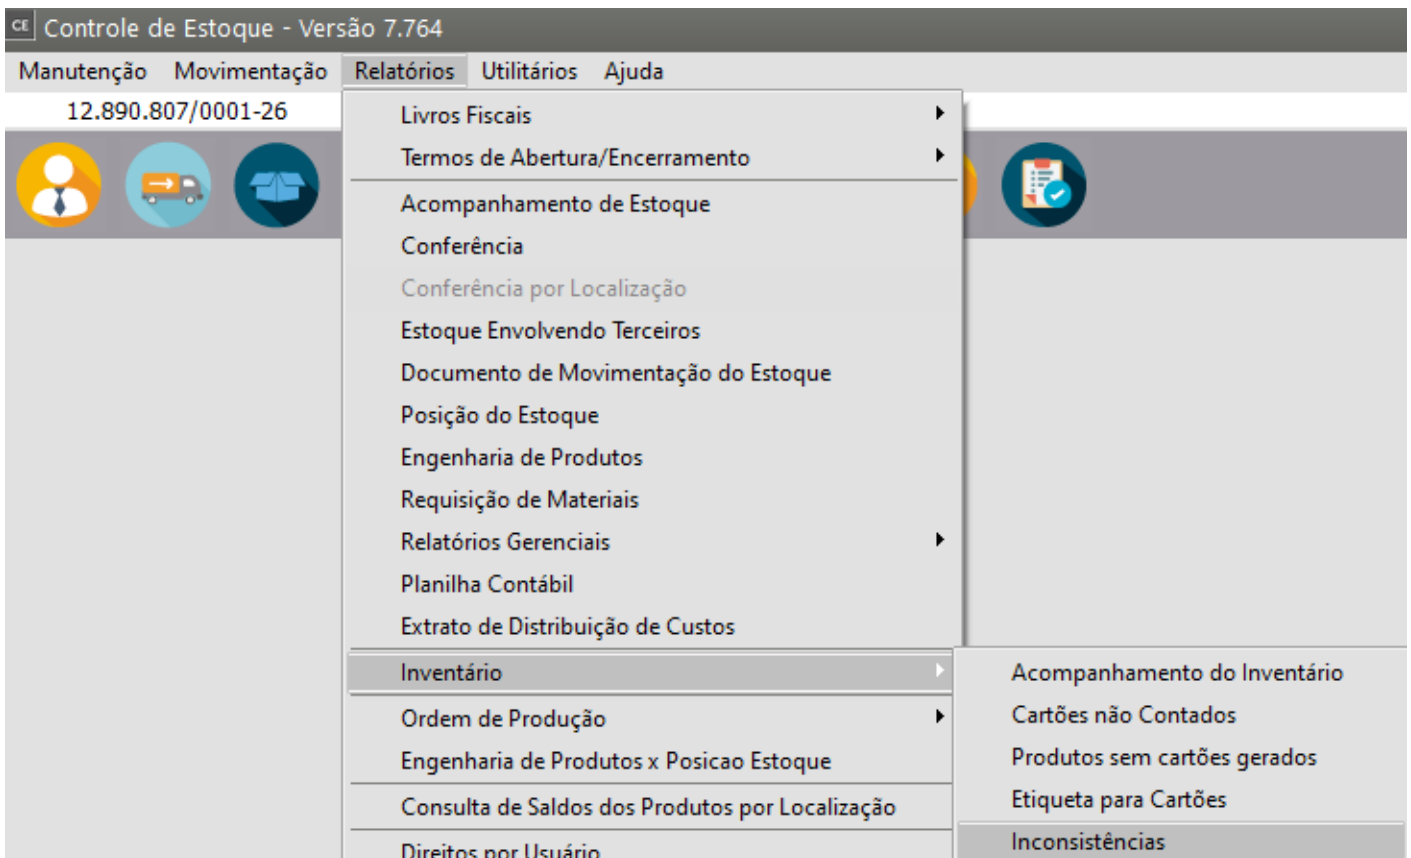 CE Controle de Estoque - Versão 7.764
Manutenção Movimentação Relatórios Utilitários Ajuda
12.890.807/0001-26
Livros Fiscais
Termos de Abertura/Encerramento
Acompanhamento de Estoque
Conferência
Conferência por Localização
Estoque Envolvendo Terceiros
Documento de Movimentação do Estoque
Posição do Estoque
Engenharia de Produtos
Requisição de Materiais
Relatórios Gerenciais
Planilha Contábil
Extrato de Distribuição de Custos
Inventário
Ordem de Produção
Engenharia de Produtos x Posicao Estoque
Consulta de Saldos dos Produtos por Localização
Direitos por Usuário
Acompanhamento do Inventário
Cartões não Contados
Produtos sem cartões gerados
Etiqueta para Cartões
Inconsistências